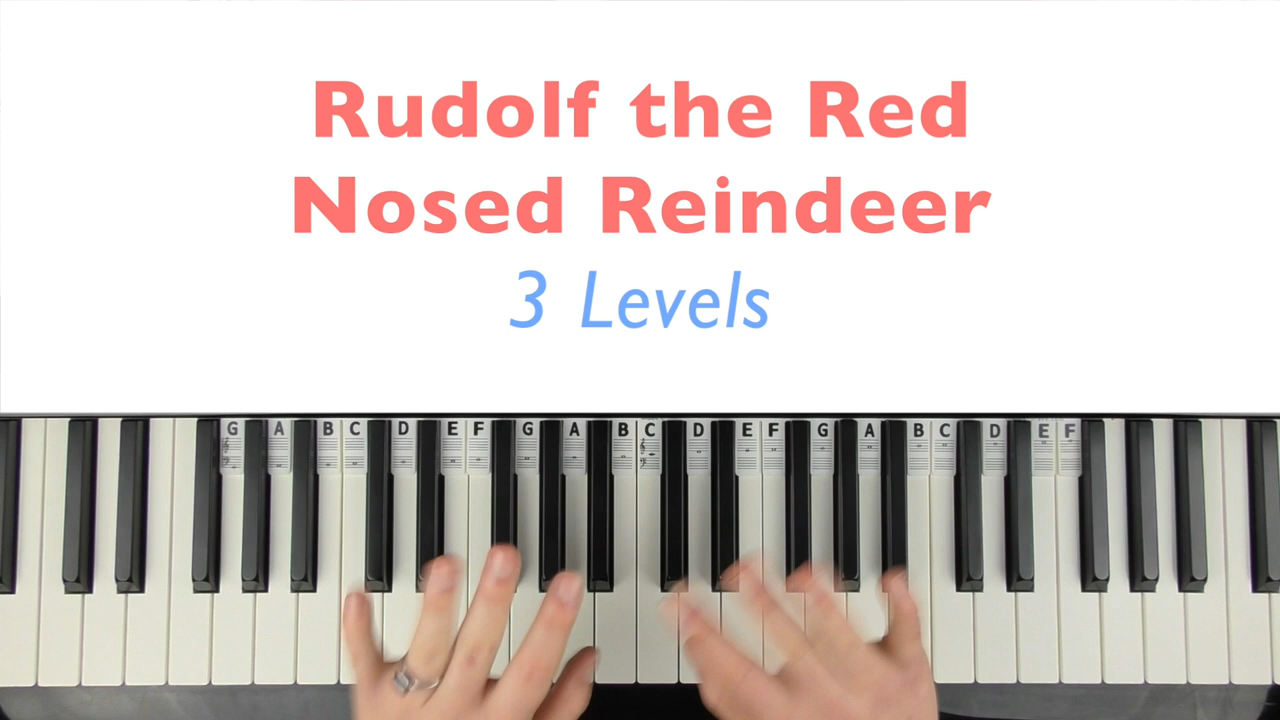 Rudolf the Red
Nosed Reindeer
3 Levels
G A B C D E F G A B C D E F G A B C D E F